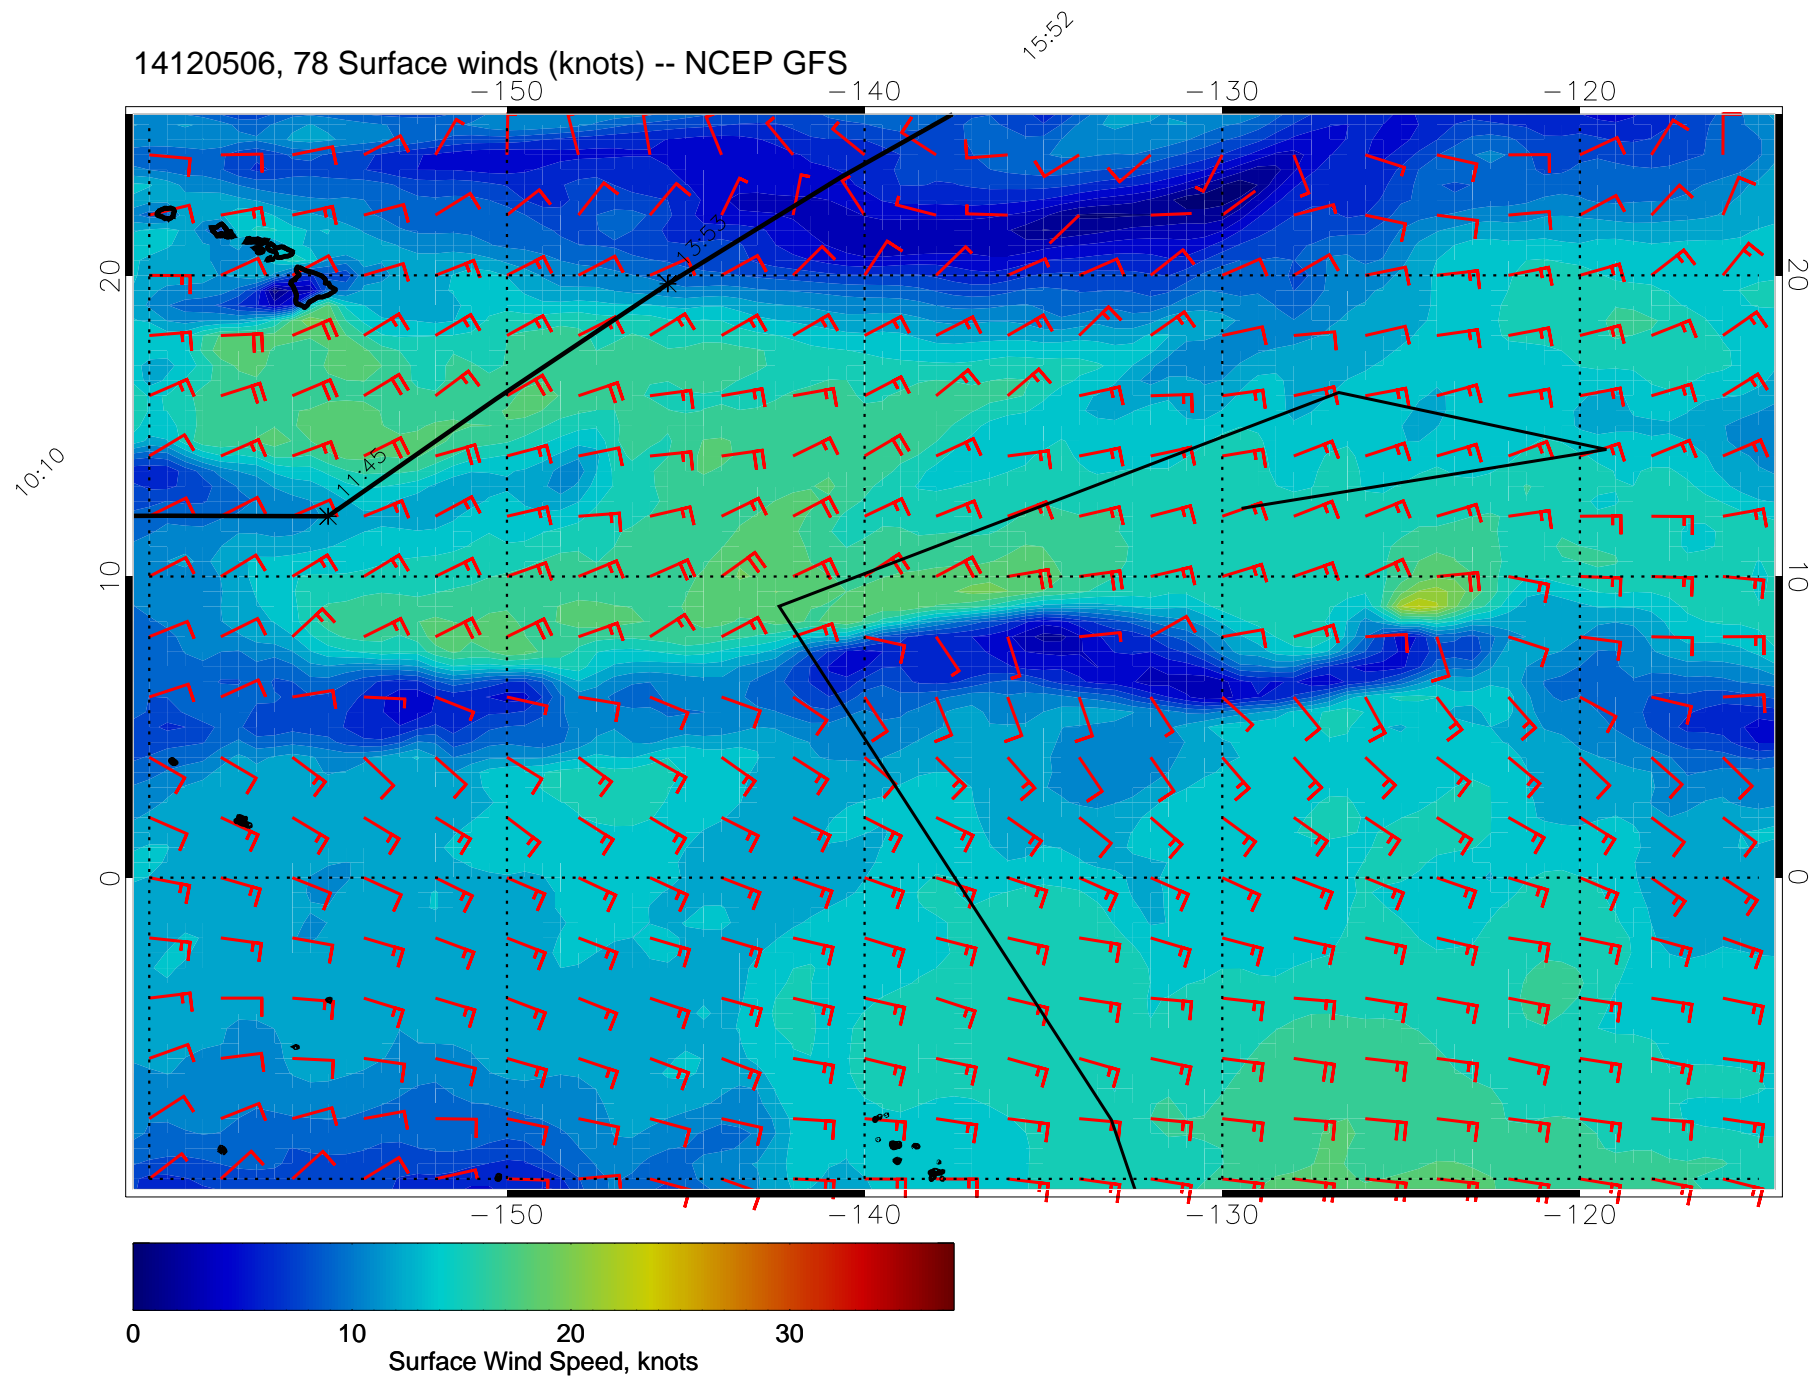 15:52
14120506, 78 Surface winds (knots) -- NCEP GFS
−150 −140 −130 −120
13:53
20 20
11:45
10:10
10 10
0 0
−150 −140 −130 −120
0 10 20 30
Surface Wind Speed, knots